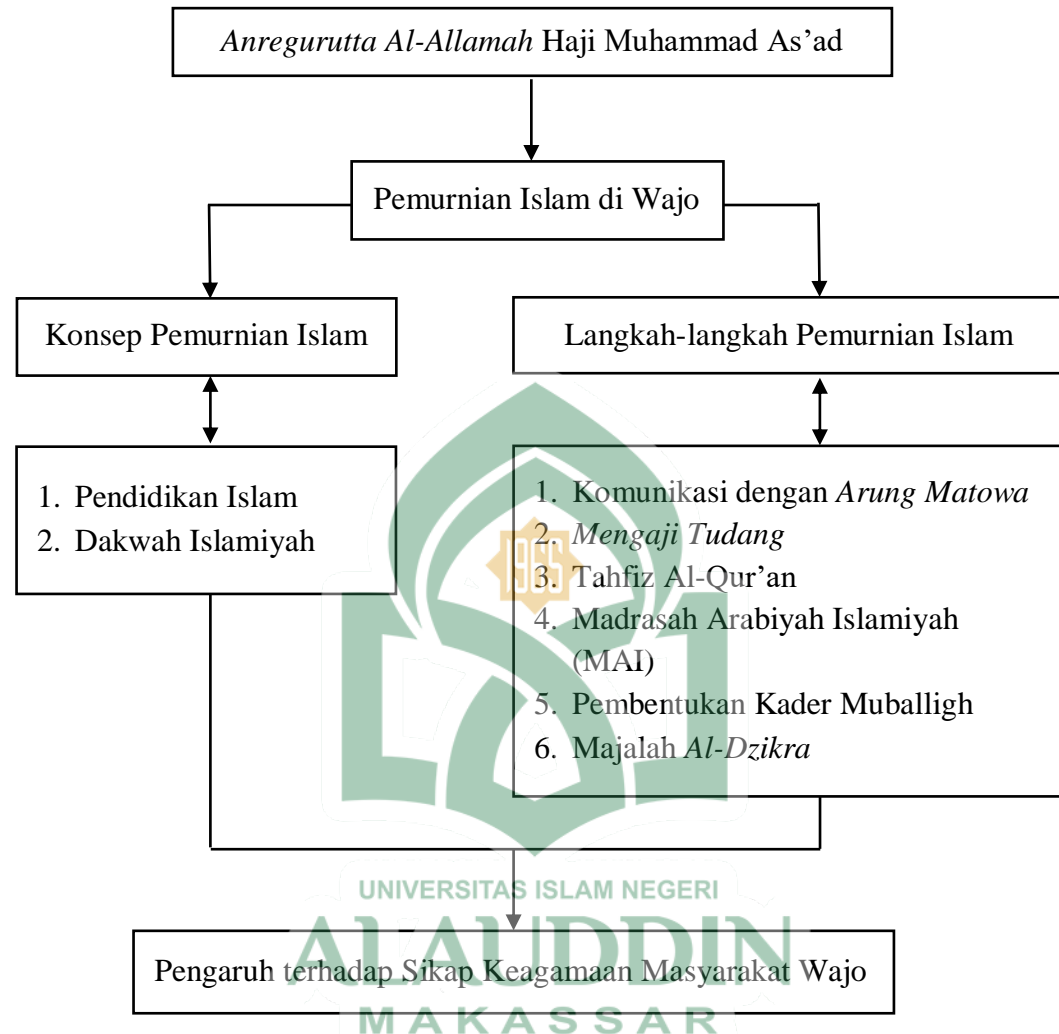 Anregurutta Al-Allamah Haji Muhammad As’ad
Pemurnian Islam di Wajo
Konsep Pemurnian Islam
Langkah-langkah Pemurnian Islam
1. Pendidikan Islam
2. Dakwah Islamiyah
1. Komunikasi dengan Arung Matowa
2. Mengaji Tudang
3. Tahfiz Al-Qur’an
4. Madrasah Arabiyah Islamiyah
(MAI)
5. Pembentukan Kader Muballigh
6. Majalah Al-Dzikra
1965
UNIVERSITAS ISLAM NEGERI
ALAUDDIN
Pengaruh terhadap Sikap Keagamaan Masyarakat Wajo
MAKASSAR